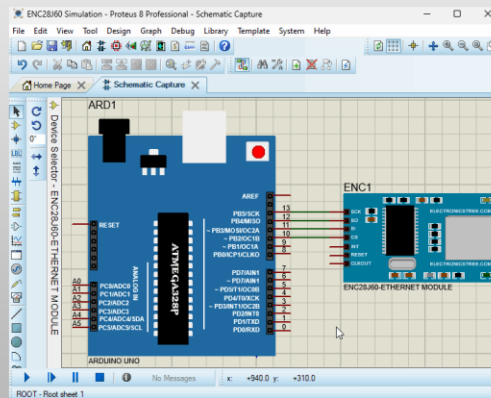 ENC28J60 Simulation - Proteus 8 Professional - Schematic Capture
File Edit View Tool Design Graph Debug Library Template System Help
Home Page
Schematic Capture
Device Selector - ENC28J60-ETHERNET MODULE
0°
LBL
ARD1
RESET
AREF
PB5/SCK 13
PB4/MISO 12
~ PB3/MOSI/OC2A 11
~ PB2/OC1B 10
~ PB1/OC1A 9
PB0/ICP1/CLKO 8
PD7/AIN1 7
~ PD6/AIN0 6
~ PD5/T1/OC0B 5
PD4/T0/XCK 4
~ PD3/INT1/OC2B 3
PD2/INT0 2
PD1/TXD 1
PD0/RXD 0
ATMEGA328P
ANALOG IN
A0 PC0/ADC0
A1 PC1/ADC1
A2 PC2/ADC2
A3 PC3/ADC3
A4 PC4/ADC4/SDA
A5 PC5/ADC5/SCL
ARDUINO UNO
ENC1
SCK
SO
SI
CS
INT
RESET
CLKOUT
ENC28J60-ETHERNET MODULE
No Messages
x: +940.0 y: +310.0
ROOT - Root sheet 1